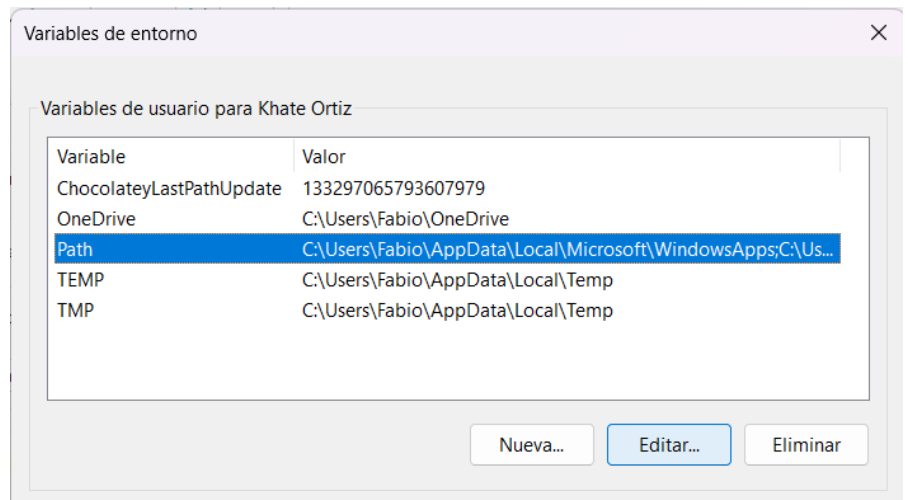 Variables de entorno
Variables de usuario para Khate Ortiz
Variable Valor
ChocolateyLastPathUpdate 133297065793607979
OneDrive C:\Users\Fabio\OneDrive
Path C:\Users\Fabio\AppData\Local\Microsoft\WindowsApps;C:\Us...
TEMP C:\Users\Fabio\AppData\Local\Temp
TMP C:\Users\Fabio\AppData\Local\Temp
Nueva... Editar... Eliminar